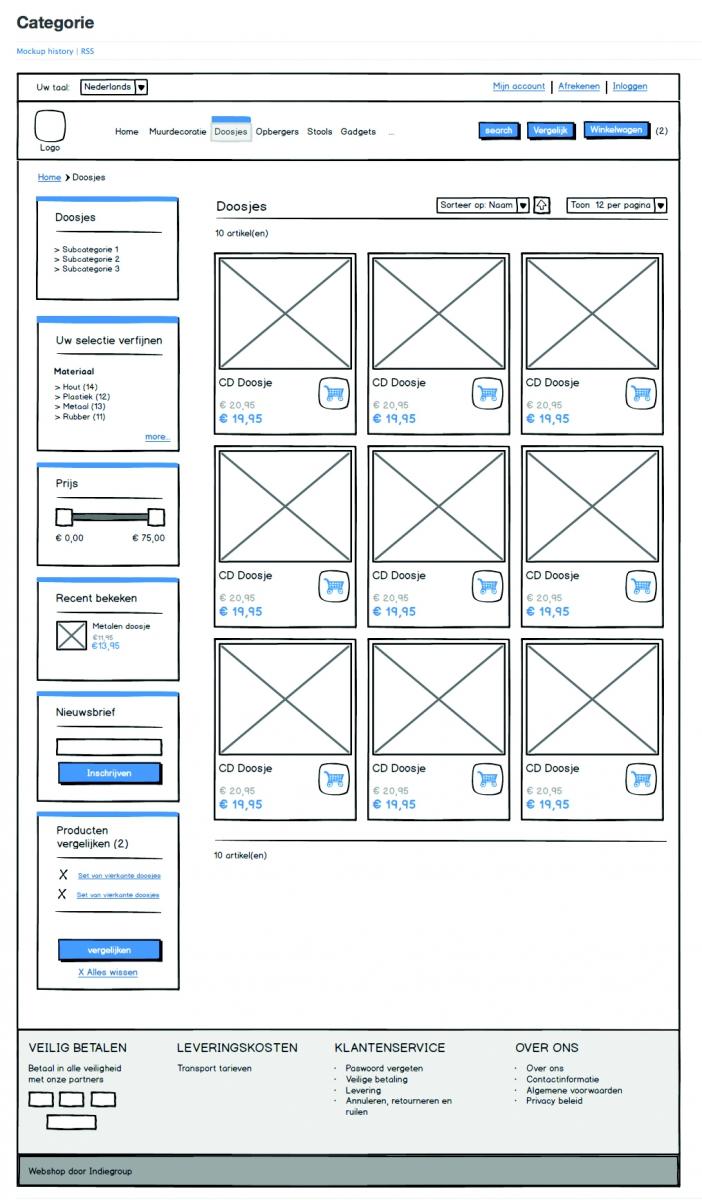 Categorie
Mockup history | RSS
Uw taal: Nederlands
Mijn account | Afrekenen | Inloggen
Logo
Home Muurdecoratie Doosjes Opbergers Stools Gadgets ...
search Vergelijk Winkelwagen (2)
Home > Doosjes
Doosjes
> Subcategorie 1
> Subcategorie 2
> Subcategorie 3
Uw selectie verfijnen
Materiaal
> Hout (14)
> Plastiek (12)
> Metaal (13)
> Rubber (11)
more...
Prijs
€ 0,00 € 75,00
Recent bekeken
Metalen doosje
€11,95
€13,95
Nieuwsbrief
Inschrijven
Producten
vergelijken (2)
X Set van vierkante doosjes
X Set van vierkante doosjes
vergelijken
X Alles wissen
Doosjes
Sorteer op: Naam
Toon 12 per pagina
10 artikel(en)
CD Doosje
€ 20,95
€ 19,95
CD Doosje
€ 20,95
€ 19,95
CD Doosje
€ 20,95
€ 19,95
CD Doosje
€ 20,95
€ 19,95
CD Doosje
€ 20,95
€ 19,95
CD Doosje
€ 20,95
€ 19,95
CD Doosje
€ 20,95
€ 19,95
CD Doosje
€ 20,95
€ 19,95
CD Doosje
€ 20,95
€ 19,95
10 artikel(en)
VEILIG BETALEN
Betaal in alle veiligheid
met onze partners
LEVERINGSKOSTEN
Transport tarieven
KLANTENSERVICE
· Paswoord vergeten
· Veilige betaling
· Levering
· Annuleren, retourneren en
ruilen
OVER ONS
· Over ons
· Contactinformatie
· Algemene voorwaarden
· Privacy beleid
Webshop door Indiegroup